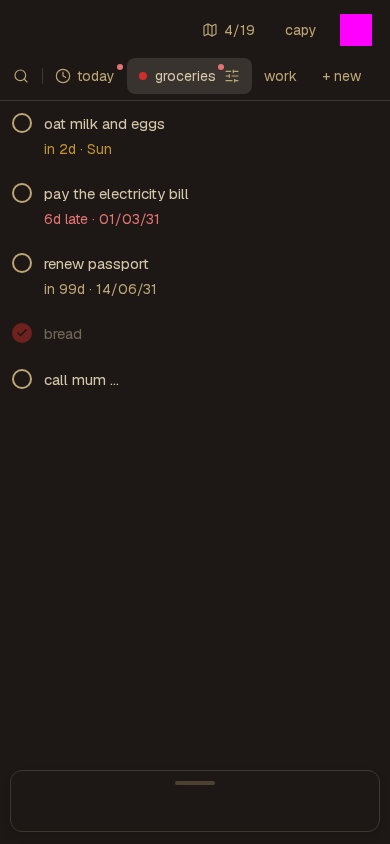 4/19 capy
today groceries work + new
oat milk and eggs
in 2d · Sun
pay the electricity bill
6d late · 01/03/31
renew passport
in 99d · 14/06/31
bread
call mum ...